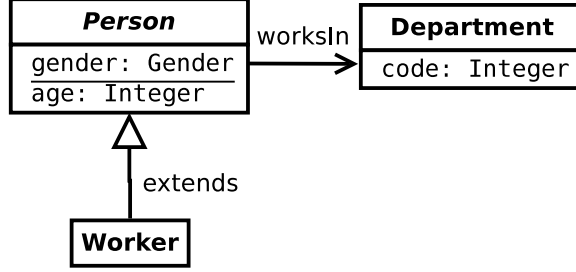 Person
gender: Gender
age: Integer
worksIn
Department
code: Integer
extends
Worker